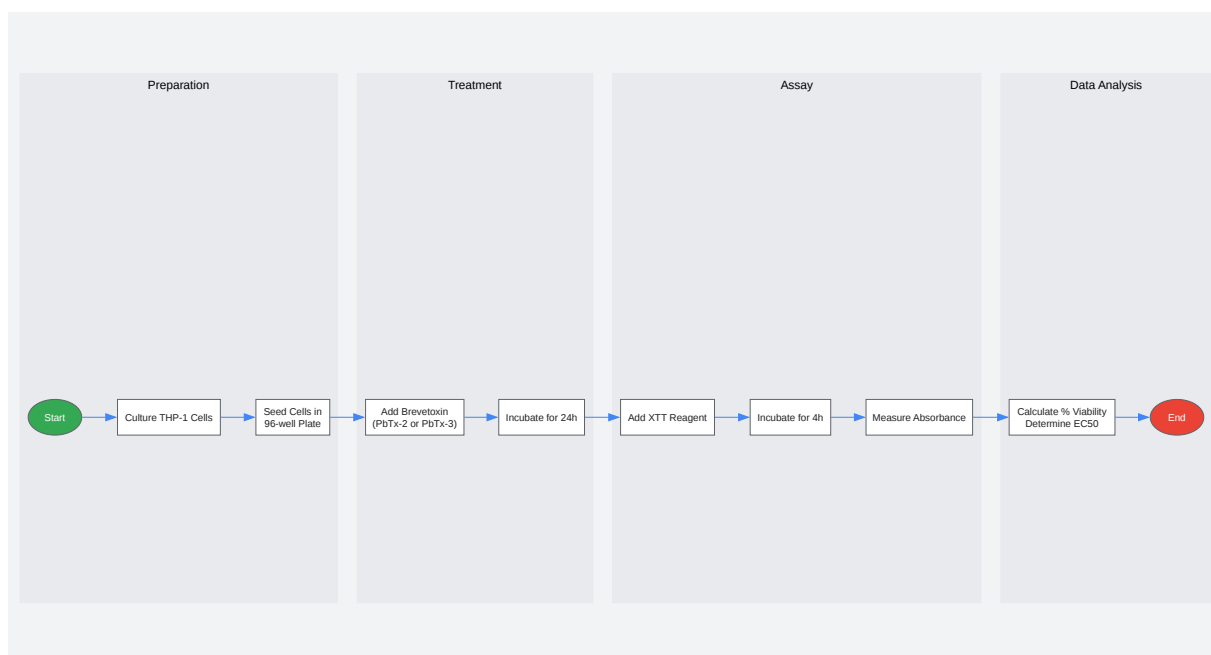 Preparation
Treatment
Assay
Data Analysis
Start
Culture THP-1 Cells
Seed Cells in
96-well Plate
Add Brevetoxin
(PbTx-2 or PbTx-3)
Incubate for 24h
Add XTT Reagent
Incubate for 4h
Measure Absorbance
Calculate % Viability
Determine EC50
End